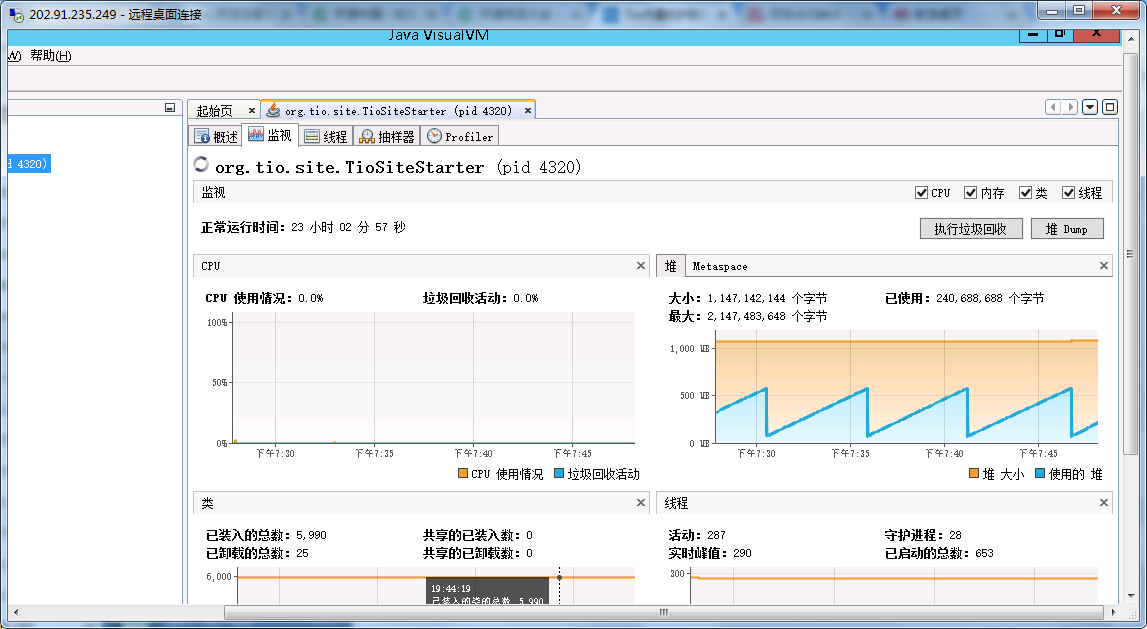 202.91.235.249 - 远程桌面连接
Java VisualVM
W) 帮助(H)
起始页
org.tio.site.TioSiteStarter (pid 4320)
概述 监视 线程 抽样器 Profiler
d 4320)
org.tio.site.TioSiteStarter (pid 4320)
监视
CPU 内存 类 线程
正常运行时间: 23 小时 02 分 57 秒
执行垃圾回收 堆 Dump
CPU
CPU 使用情况: 0.0% 垃圾回收活动: 0.0%
100%
50%
0%
下午7:30 下午7:35 下午7:40 下午7:45
CPU 使用情况 垃圾回收活动
堆 Metaspace
大小: 1,147,142,144 个字节 已使用: 240,688,688 个字节
最大: 2,147,483,648 个字节
1,000 MB
500 MB
0 MB
下午7:30 下午7:35 下午7:40 下午7:45
堆 大小 使用的 堆
类
已装入的总数: 5,990 共享的已装入数: 0
已卸载的总数: 25 共享的已卸载数: 0
6,000
19:44:19
已装入的类的总数 5,990
线程
活动: 287 守护进程: 28
实时峰值: 290 已启动的总数: 653
300